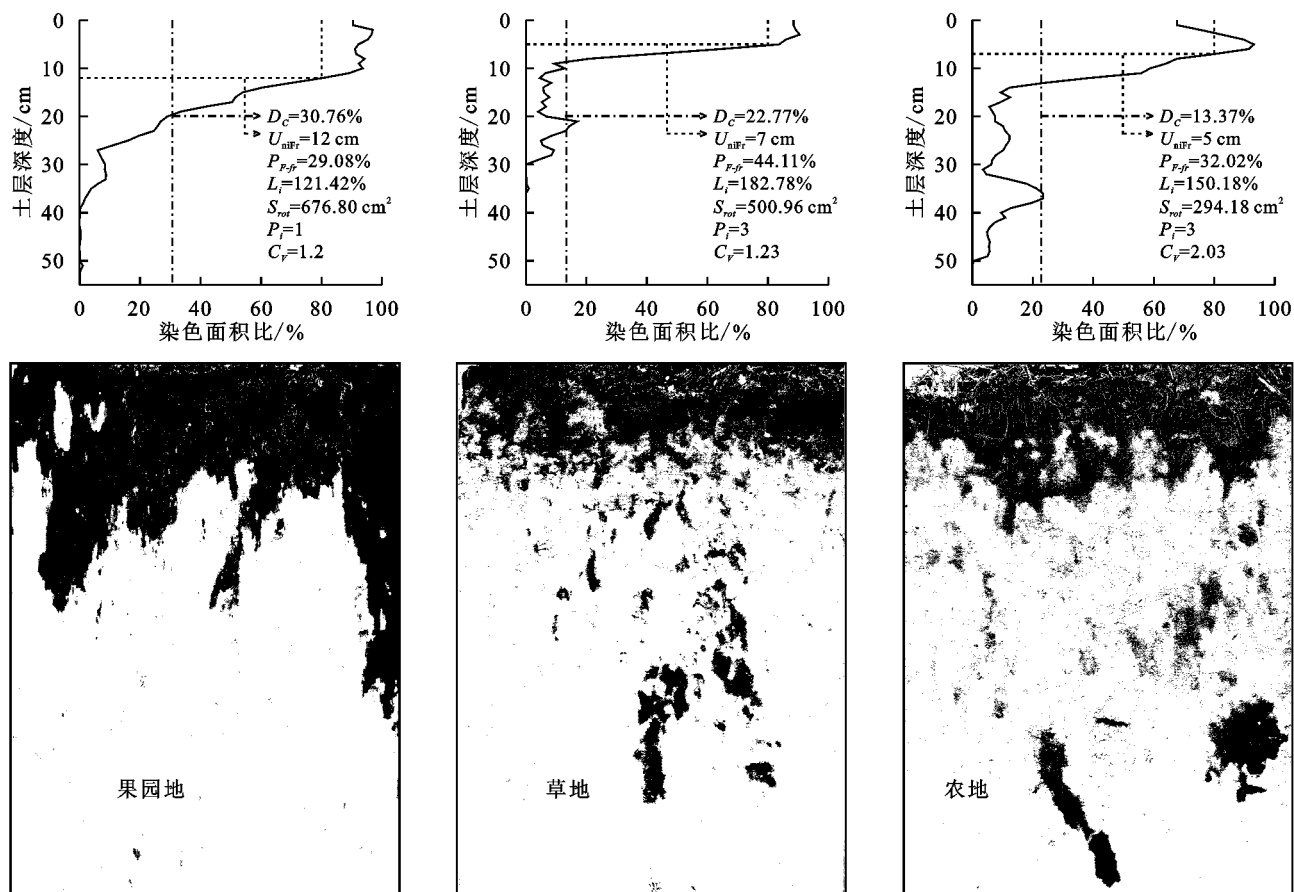 0 20 40 60 80 100
0
10
20
30
40
50
土层深度/cm
染色面积比/%
D_C=30.76%
U_niFr=12 cm
P_F-fr=29.08%
L_i=121.42%
S_rot=676.80 cm²
P_i=1
C_V=1.2
0 20 40 60 80 100
0
10
20
30
40
50
染色面积比/%
D_C=22.77%
U_niFr=7 cm
P_F-fr=44.11%
L_i=182.78%
S_rot=500.96 cm²
P_i=3
C_V=1.23
0 20 40 60 80 100
0
10
20
30
40
50
土层深度/cm
染色面积比/%
D_C=13.37%
U_niFr=5 cm
P_F-fr=32.02%
L_i=150.18%
S_rot=294.18 cm²
P_i=3
C_V=2.03
果园地
草地
农地